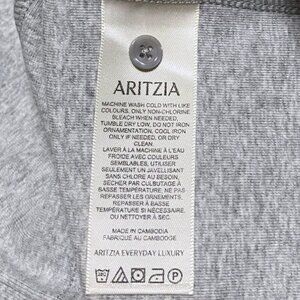 ARITZIA
MACHINE WASH COLD WITH LIKE
COLOURS, ONLY NON-CHLORINE
BLEACH WHEN NEEDED,
TUMBLE DRY LOW, DO NOT IRON
ORNAMENTATION, COOL IRON
ONLY IF NEEDED, OR DRY
CLEAN.
LAVER À LA MACHINE À L'EAU
FROIDE AVEC COULEURS
SEMBLABLES, UTILISER
SEULEMENT UN JAVELLISANT
SANS CHLORE AU BESOIN,
SECHER PAR CULBUTAGE À
BASSE TEMPÉRATURE, NE PAS
REPASSER LES ORNEMENTS,
REPASSER À BASSE
TEMPÉRATURE SI NÉCESSAIRE
OU NETTOYER À SEC.
MADE IN CAMBODIA
FABRIQUÉ AU CAMBODGE
ARITZIA EVERYDAY LUXURY
P